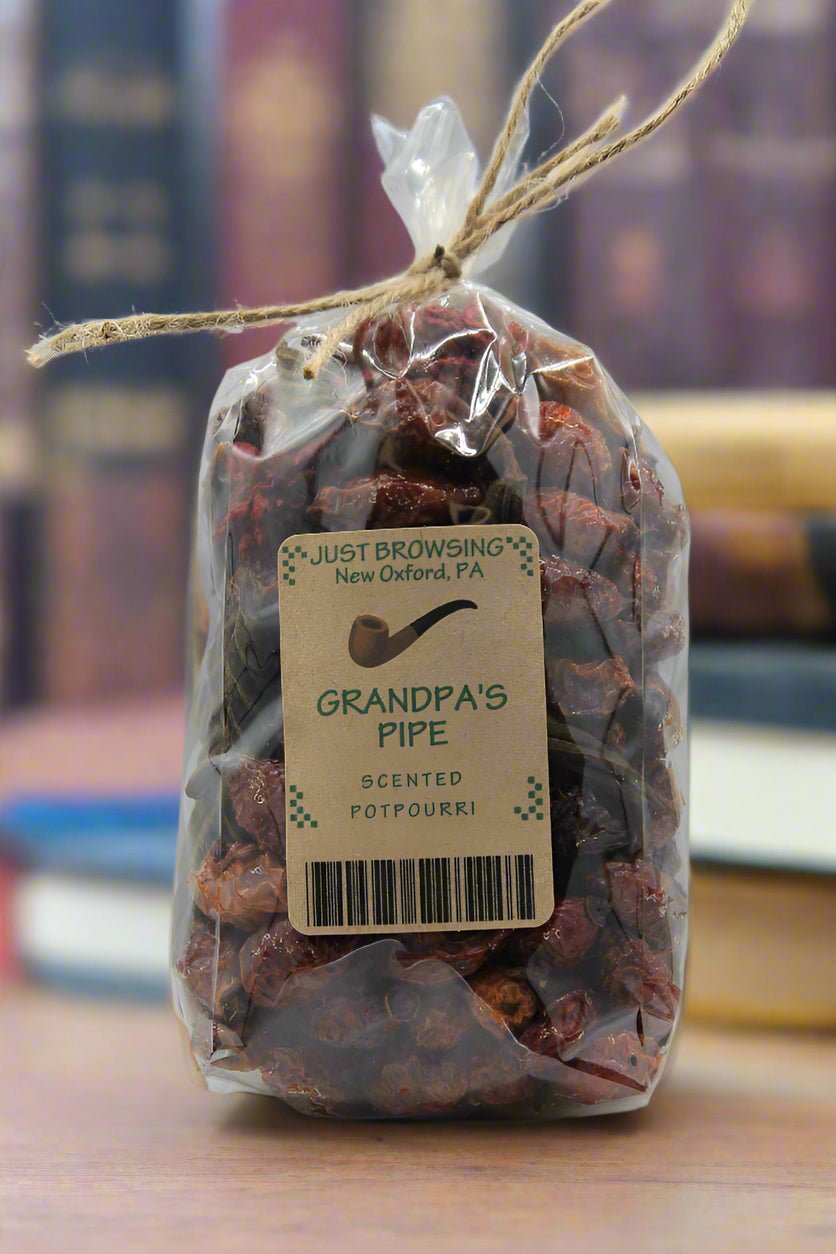 JUST BROWSING
New Oxford, PA
GRANDPA'S
PIPE
SCENTED
POTPOURRI